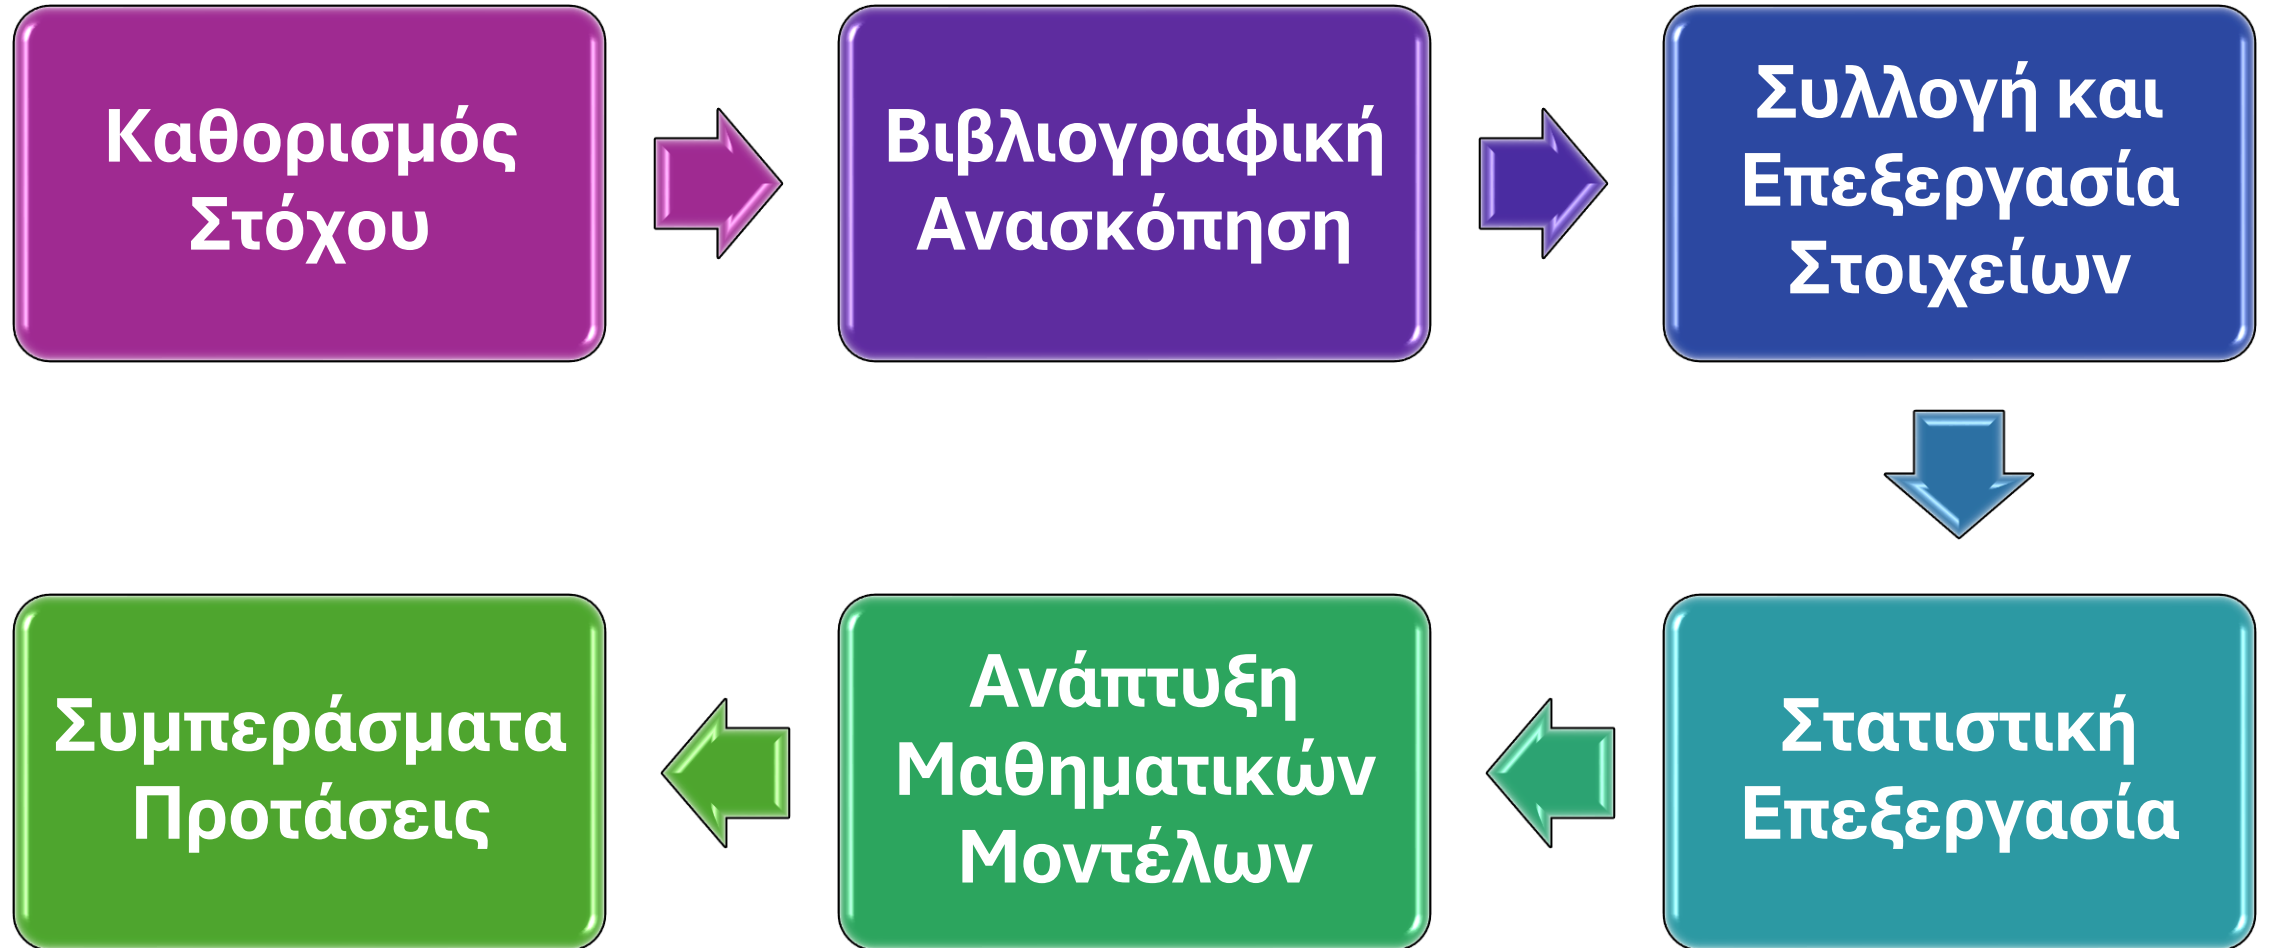 Καθορισμός
Στόχου
Βιβλιογραφική
Ανασκόπηση
Συλλογή και
Επεξεργασία
Στοιχείων
Στατιστική
Επεξεργασία
Ανάπτυξη
Μαθηματικών
Μοντέλων
Συμπεράσματα
Προτάσεις